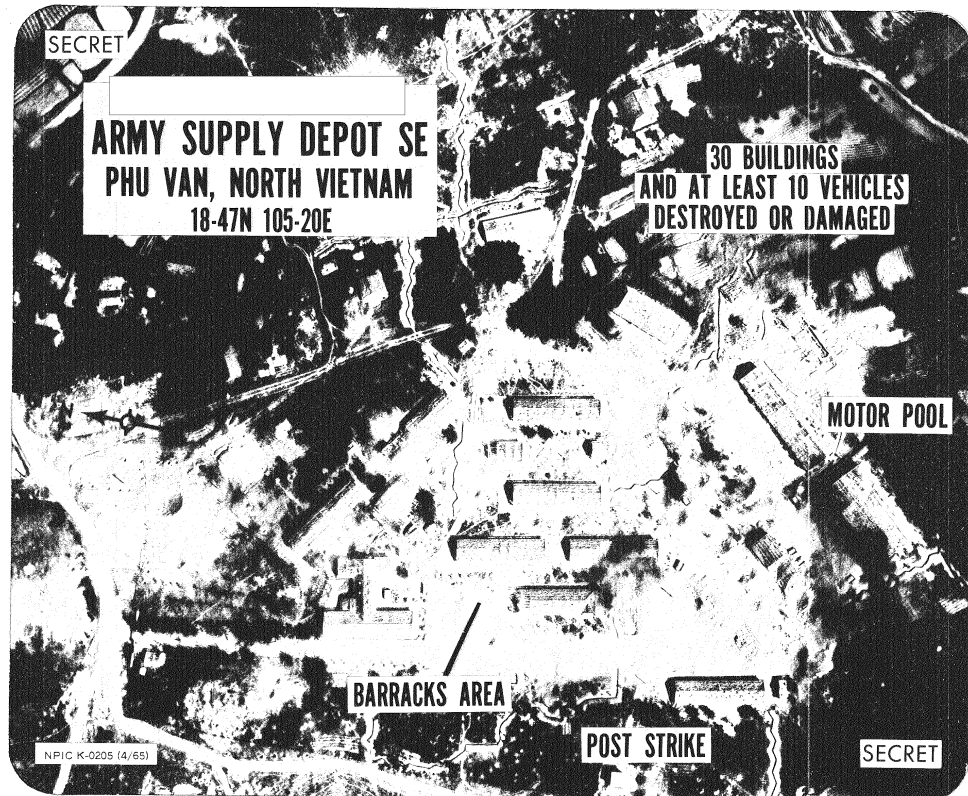 SECRET
ARMY SUPPLY DEPOT SE
PHU VAN, NORTH VIETNAM
18-47N 105-20E
30 BUILDINGS
AND AT LEAST 10 VEHICLES
DESTROYED OR DAMAGED
MOTOR POOL
BARRACKS AREA
POST STRIKE
NPIC K-0205 (4/65)
SECRET